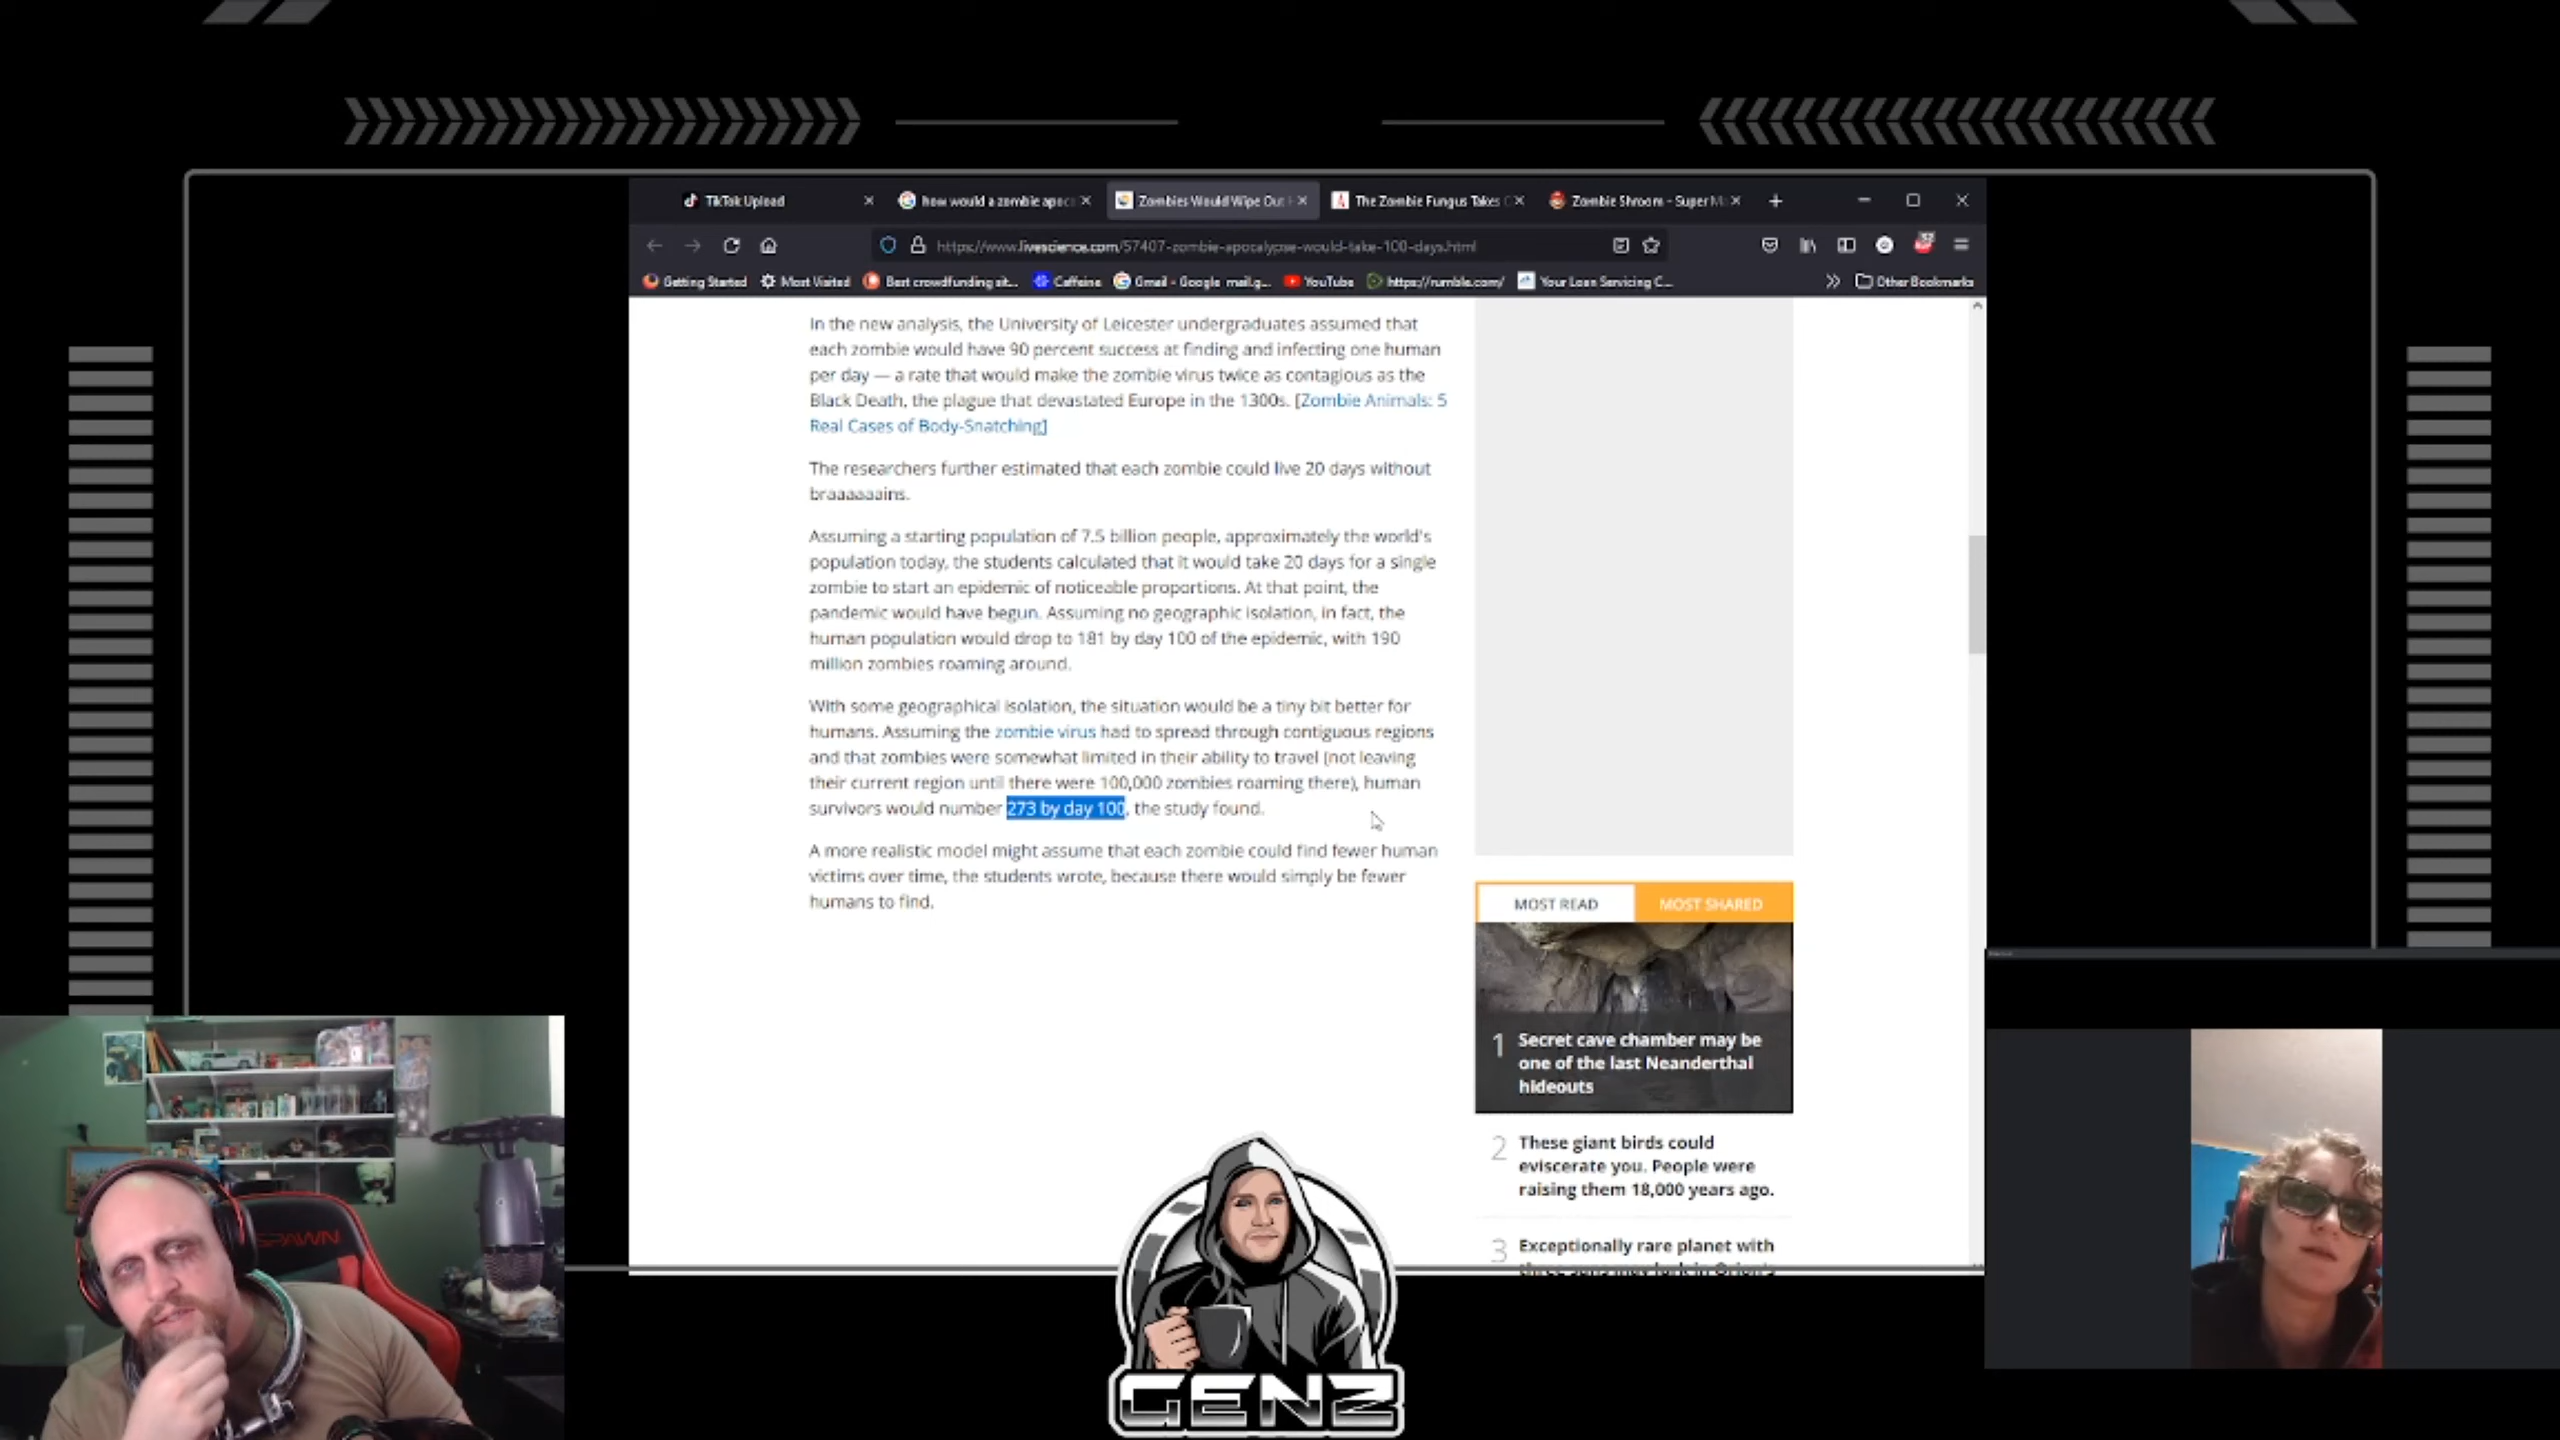 TikTok Upload
how would a zombie apoc
Zombies Would Wipe Out
The Zombie Fungus Takes
Zombie Shroom - Super M
https://www.livescience.com/57407-zombie-apocalypse-would-take-100-days.html
Getting Started
Most Visited
Best crowdfunding sit...
Caffeine
Gmail - Google mail.g...
YouTube
https://rumble.com/
Your Loan Servicing C...
Other Bookmarks
In the new analysis, the University of Leicester undergraduates assumed that
each zombie would have 90 percent success at finding and infecting one human
per day — a rate that would make the zombie virus twice as contagious as the
Black Death, the plague that devastated Europe in the 1300s. [Zombie Animals: 5
Real Cases of Body-Snatching]
The researchers further estimated that each zombie could live 20 days without
braaaaaains.
Assuming a starting population of 7.5 billion people, approximately the world's
population today, the students calculated that it would take 20 days for a single
zombie to start an epidemic of noticeable proportions. At that point, the
pandemic would have begun. Assuming no geographic isolation, in fact, the
human population would drop to 181 by day 100 of the epidemic, with 190
million zombies roaming around.
With some geographical isolation, the situation would be a tiny bit better for
humans. Assuming the zombie virus had to spread through contiguous regions
and that zombies were somewhat limited in their ability to travel (not leaving
their current region until there were 100,000 zombies roaming there), human
survivors would number 273 by day 100, the study found.
A more realistic model might assume that each zombie could find fewer human
victims over time, the students wrote, because there would simply be fewer
humans to find.
MOST READ
MOST SHARED
1 Secret cave chamber may be
one of the last Neanderthal
hideouts
2 These giant birds could
eviscerate you. People were
raising them 18,000 years ago.
3 Exceptionally rare planet with
three suns may lurk in Orion's
SPAWN
GENZ